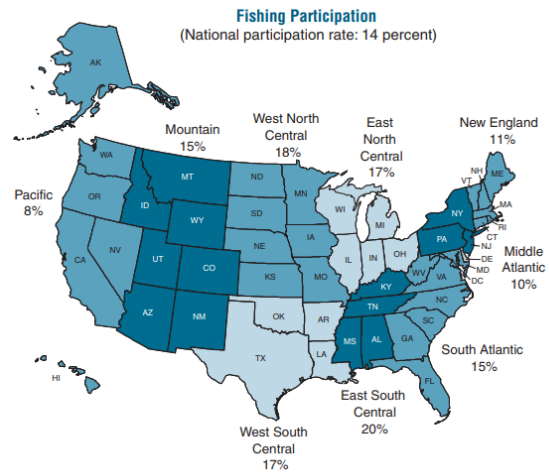 Fishing Participation
(National participation rate: 14 percent)
AK
Mountain
15%
West North
Central
18%
East
North
Central
17%
New England
11%
Pacific
8%
Middle
Atlantic
10%
South Atlantic
15%
East South
Central
20%
West South
Central
17%
WA
OR
CA
NV
ID
MT
WY
UT
CO
AZ
NM
ND
SD
NE
KS
MN
IA
MO
WI
MI
IL
IN
OH
KY
TN
MS
AL
OK
AR
TX
LA
NY
PA
WV
VA
NC
SC
GA
FL
VT
NH
ME
MA
RI
CT
NJ
DE
MD
DC
HI